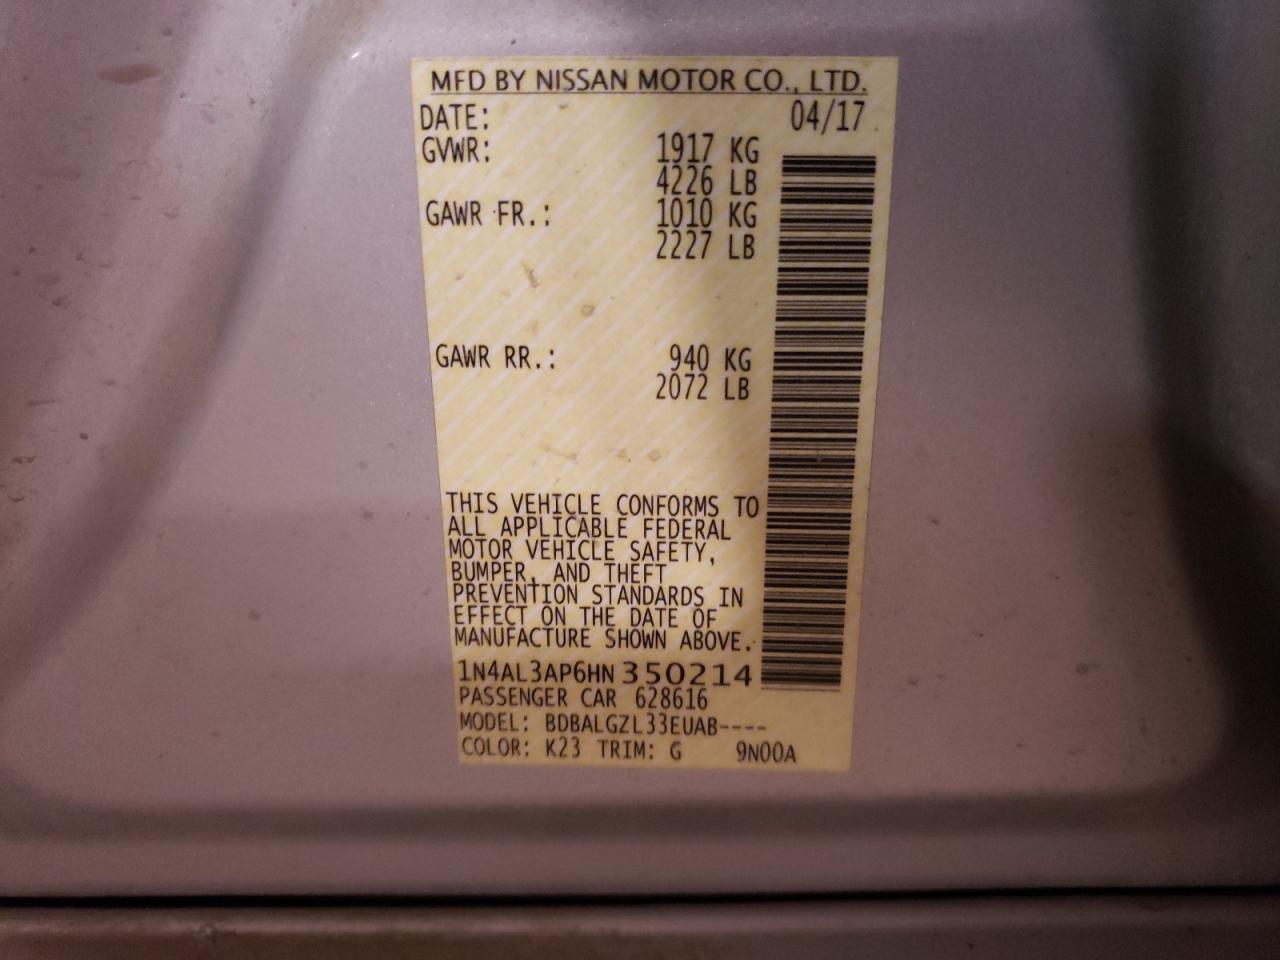 MFD BY NISSAN MOTOR CO., LTD.
DATE: 04/17
GVWR: 1917 KG
4226 LB
GAWR FR.: 1010 KG
2227 LB
GAWR RR.: 940 KG
2072 LB
THIS VEHICLE CONFORMS TO
ALL APPLICABLE FEDERAL
MOTOR VEHICLE SAFETY,
BUMPER, AND THEFT
PREVENTION STANDARDS IN
EFFECT ON THE DATE OF
MANUFACTURE SHOWN ABOVE.
1N4AL3AP6HN350214
PASSENGER CAR 628616
MODEL: BDBALGZL33EUAB----
COLOR: K23 TRIM: G 9N00A